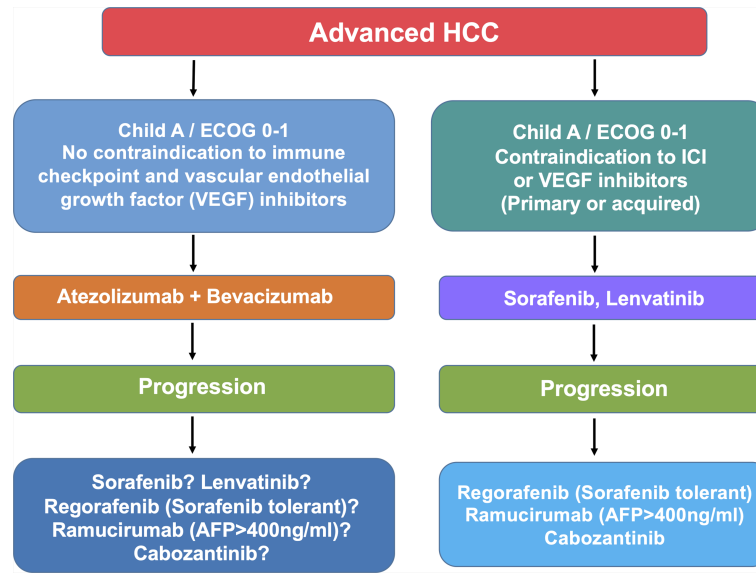 Advanced HCC
Child A / ECOG 0-1
No contraindication to immune
checkpoint and vascular endothelial
growth factor (VEGF) inhibitors
Atezolizumab + Bevacizumab
Progression
Sorafenib? Lenvatinib?
Regorafenib (Sorafenib tolerant)?
Ramucirumab (AFP>400ng/ml)?
Cabozantinib?
Child A / ECOG 0-1
Contraindication to ICI
or VEGF inhibitors
(Primary or acquired)
Sorafenib, Lenvatinib
Progression
Regorafenib (Sorafenib tolerant)
Ramucirumab (AFP>400ng/ml)
Cabozantinib